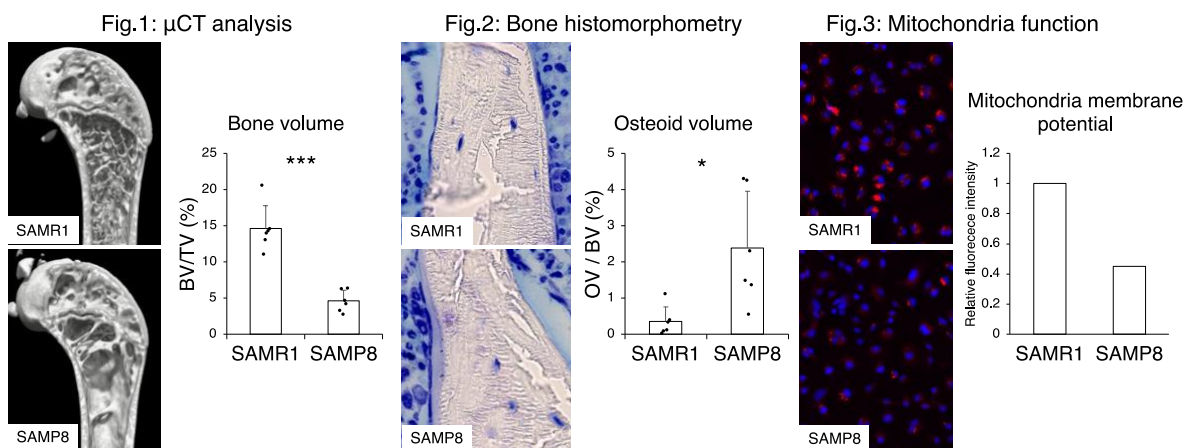 Fig.1: µCT analysis
SAMR1
SAMP8
Bone volume
***
BV/TV (%)
25
20
15
10
5
0
SAMR1 SAMP8
Fig.2: Bone histomorphometry
SAMR1
SAMP8
Osteoid volume
*
OV / BV (%)
5
4
3
2
1
0
SAMR1 SAMP8
Fig.3: Mitochondria function
SAMR1
SAMP8
Mitochondria membrane
potential
Relative fluorecece intensity
1.2
1
0.8
0.6
0.4
0.2
0
SAMR1 SAMP8